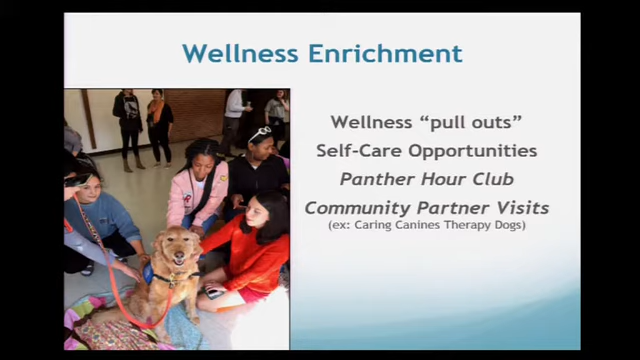 Wellness Enrichment
Wellness “pull outs”
Self-Care Opportunities
Panther Hour Club
Community Partner Visits
(ex: Caring Canines Therapy Dogs)